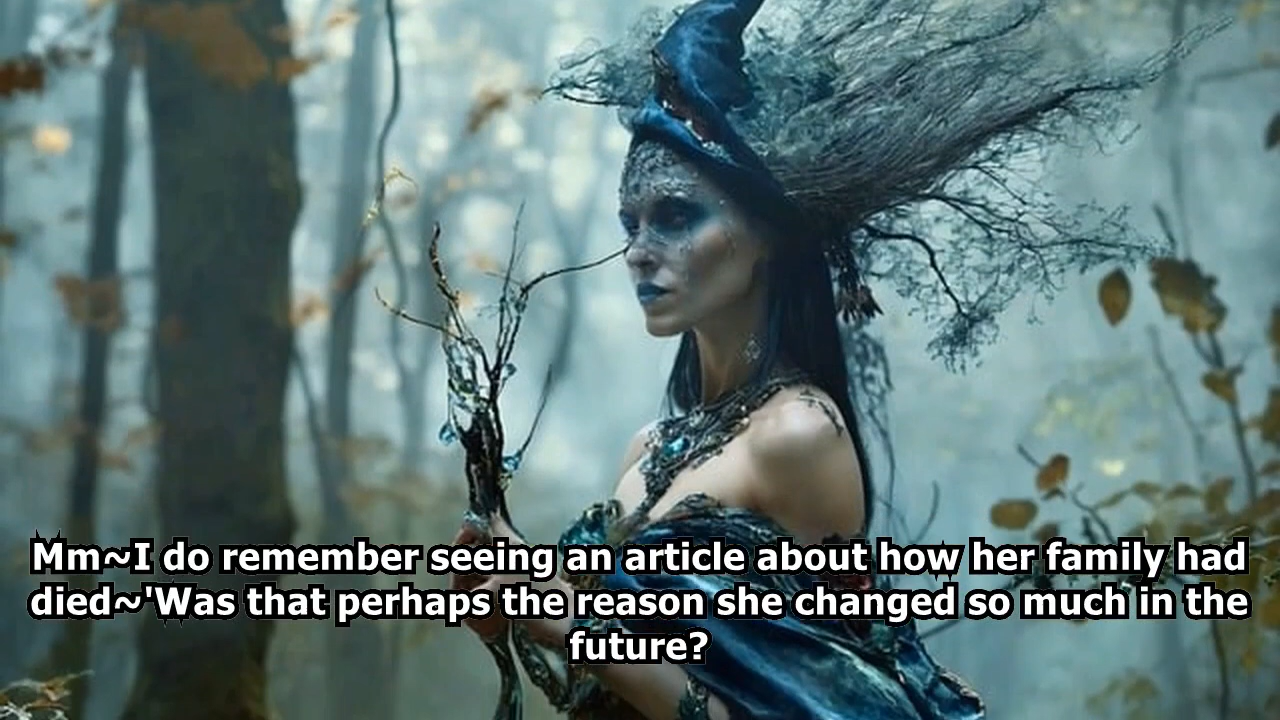 Mm~I do remember seeing an article about how her family had
died~'Was that perhaps the reason she changed so much in the
future?